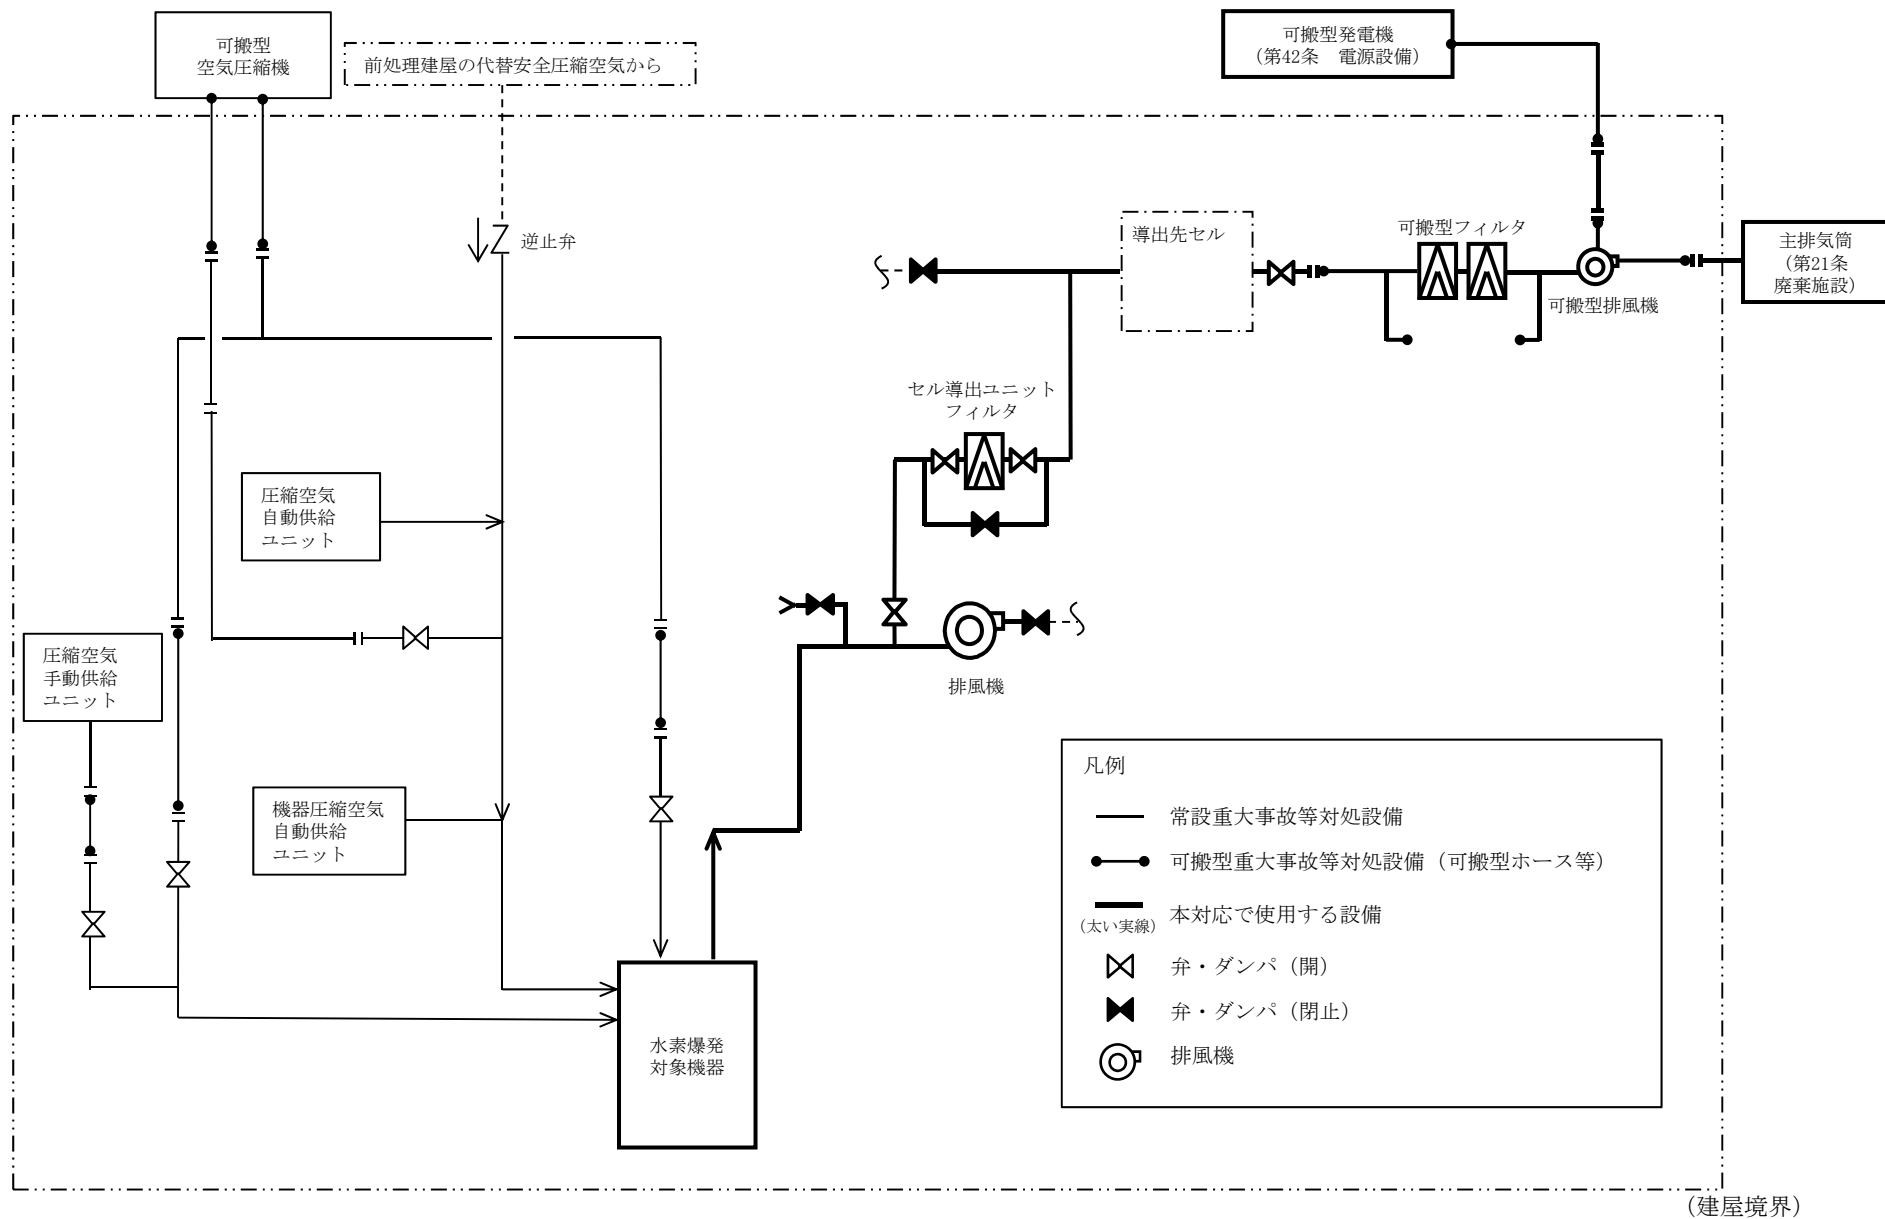 可搬型
空気圧縮機
前処理建屋の代替安全圧縮空気から
可搬型発電機
（第42条　電源設備）
逆止弁
導出先セル
可搬型フィルタ
可搬型排風機
主排気筒
（第21条
廃棄施設）
セル導出ユニット
フィルタ
圧縮空気
自動供給
ユニット
圧縮空気
手動供給
ユニット
排風機
機器圧縮空気
自動供給
ユニット
水素爆発
対象機器
凡例
常設重大事故等対処設備
可搬型重大事故等対処設備（可搬型ホース等）
本対応で使用する設備
（太い実線）
弁・ダンパ（開）
弁・ダンパ（閉止）
排風機
（建屋境界）